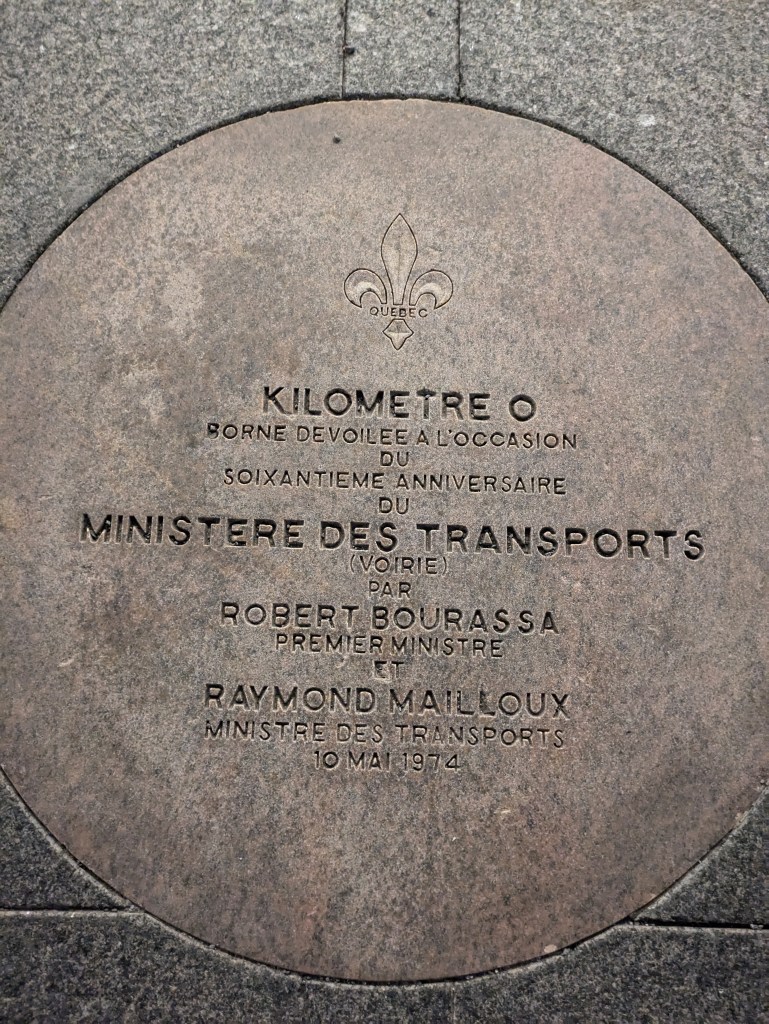 QUEBEC
KILOMETRE O
BORNE DEVOILEE A L'OCCASION
DU
SOIXANTIEME ANNIVERSAIRE
DU
MINISTERE DES TRANSPORTS
(VOIRIE)
PAR
ROBERT BOURASSA
PREMIER MINISTRE
ET
RAYMOND MAILLOUX
MINISTRE DES TRANSPORTS
10 MAI 1974